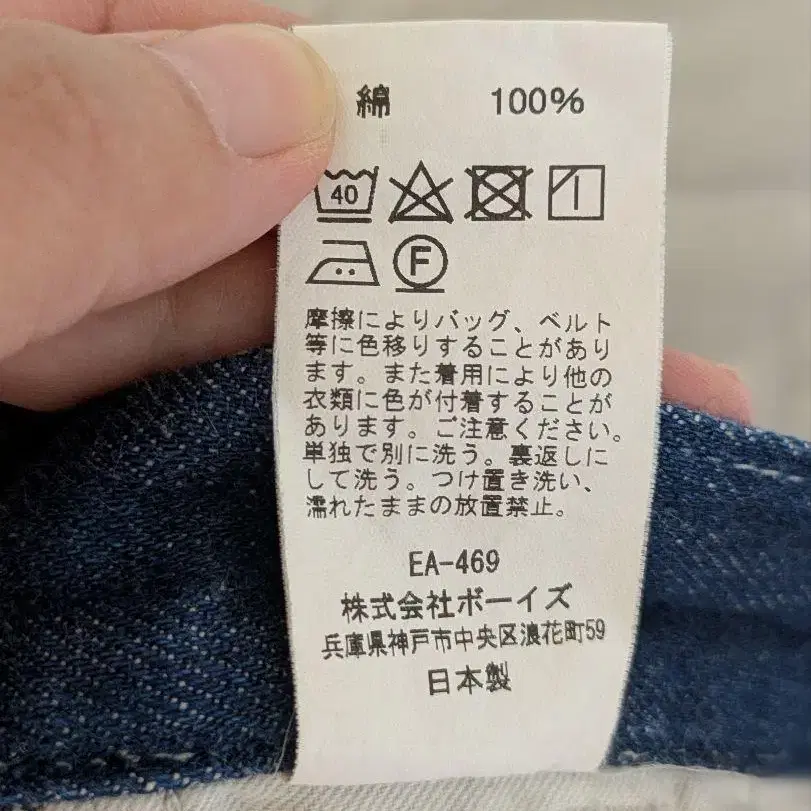 綿 100%
40
F
摩擦によりバッグ、ベルト
等に色移りすることがあり
ます。また着用により他の
衣類に色が付着することが
あります。ご注意ください。
単独で別に洗う。裏返しに
して洗う。つけ置き洗い、
濡れたままの放置禁止。
EA-469
株式会社ボーイズ
兵庫県神戸市中央区浪花町59
日本製